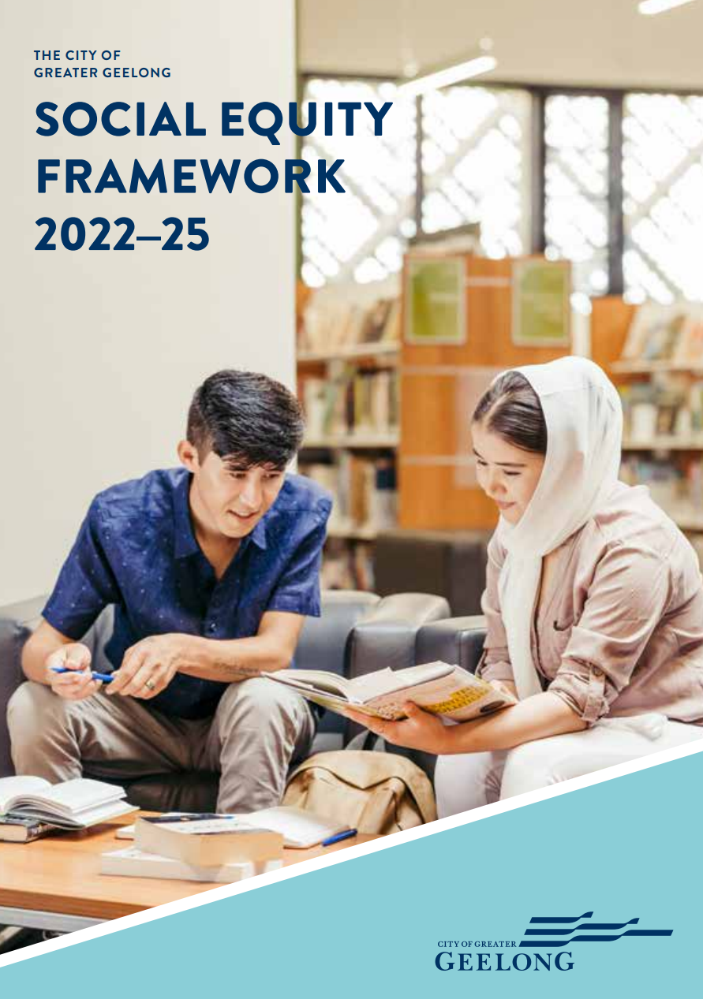 THE CITY OF
GREATER GEELONG
SOCIAL EQUITY
FRAMEWORK
2022–25
CITY OF GREATER
GEELONG